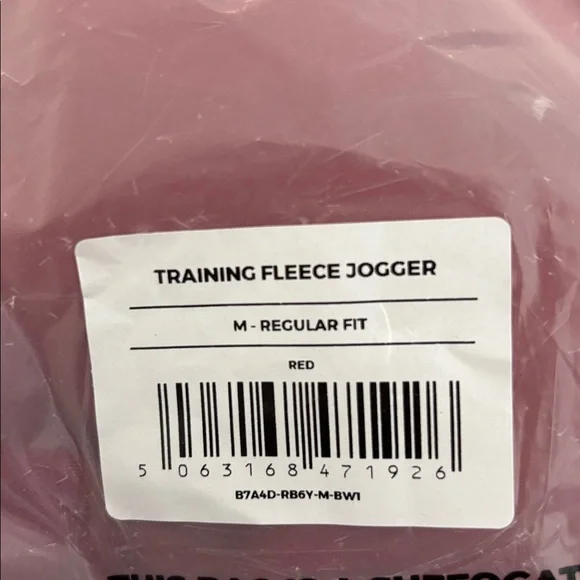 TRAINING FLEECE JOGGER
M - REGULAR FIT
RED
5 063168 471926
B7A4D-RB6Y-M-BW1